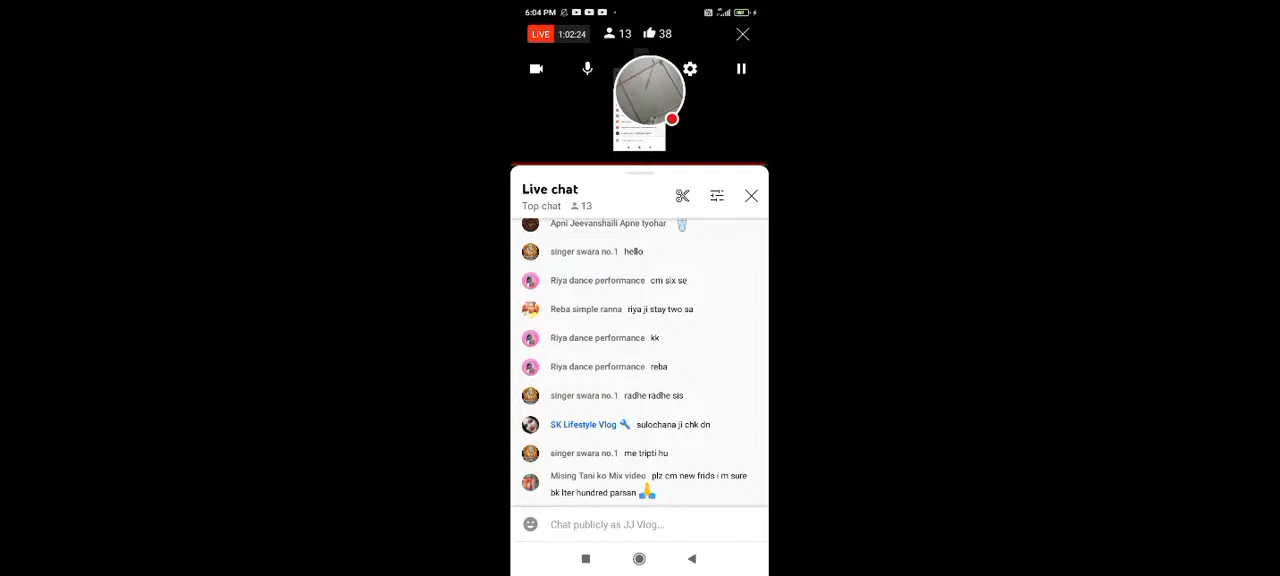 6:04 PM
LIVE 1:02:24 13 38
Live chat
Top chat 13
Apni Jeevanshaili Apne tyohar
singer swara no.1 hello
Riya dance performance cm six se
Reba simple ranna riya ji stay two sa
Riya dance performance kk
Riya dance performance reba
singer swara no.1 radhe radhe sis
SK Lifestyle Vlog sulochana ji chk dn
singer swara no.1 me tripti hu
Mising Tani ko Mix video plz cm new frids i m sure
bk lter hundred parsan
Chat publicly as JJ Vlog...